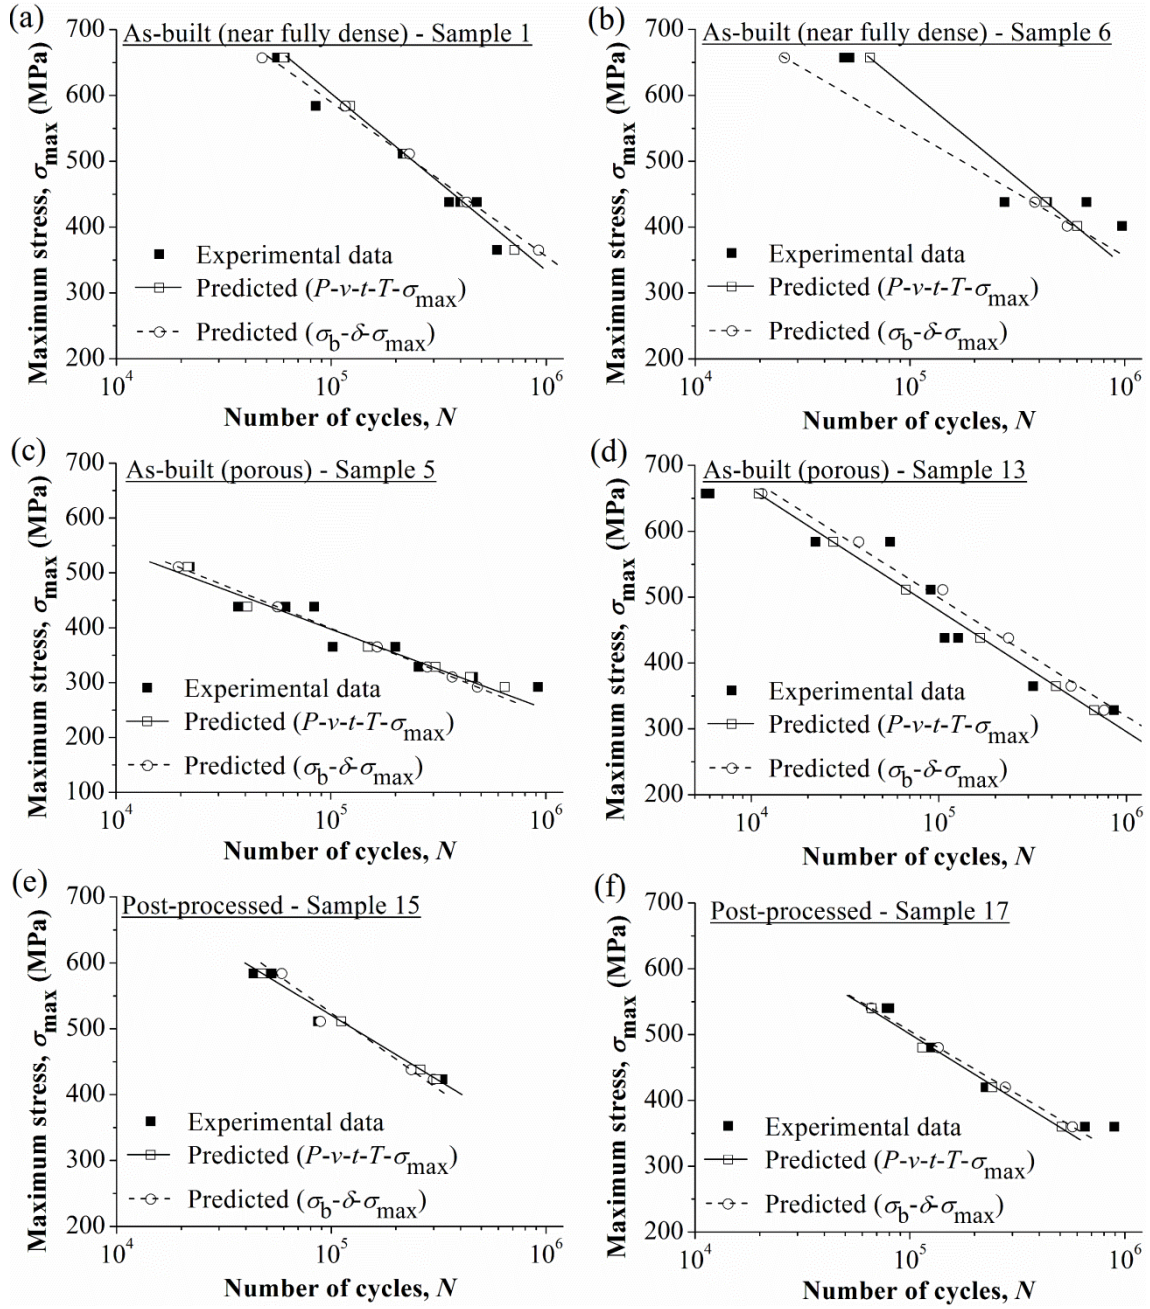 (a)
As-built (near fully dense) - Sample 1
Maximum stress, σmax (MPa)
700
600
500
400
300
200
Experimental data
Predicted (P-v-t-T-σmax)
Predicted (σb-δ-σmax)
10^4 10^5 10^6
Number of cycles, N
(b)
As-built (near fully dense) - Sample 6
Maximum stress, σmax (MPa)
700
600
500
400
300
200
Experimental data
Predicted (P-v-t-T-σmax)
Predicted (σb-δ-σmax)
10^4 10^5 10^6
Number of cycles, N
(c)
As-built (porous) - Sample 5
Maximum stress, σmax (MPa)
700
600
500
400
300
200
100
Experimental data
Predicted (P-v-t-T-σmax)
Predicted (σb-δ-σmax)
10^4 10^5 10^6
Number of cycles, N
(d)
As-built (porous) - Sample 13
Maximum stress, σmax (MPa)
700
600
500
400
300
200
Experimental data
Predicted (P-v-t-T-σmax)
Predicted (σb-δ-σmax)
10^4 10^5 10^6
Number of cycles, N
(e)
Post-processed - Sample 15
Maximum stress, σmax (MPa)
700
600
500
400
300
200
Experimental data
Predicted (P-v-t-T-σmax)
Predicted (σb-δ-σmax)
10^4 10^5 10^6
Number of cycles, N
(f)
Post-processed - Sample 17
Maximum stress, σmax (MPa)
700
600
500
400
300
200
Experimental data
Predicted (P-v-t-T-σmax)
Predicted (σb-δ-σmax)
10^4 10^5 10^6
Number of cycles, N